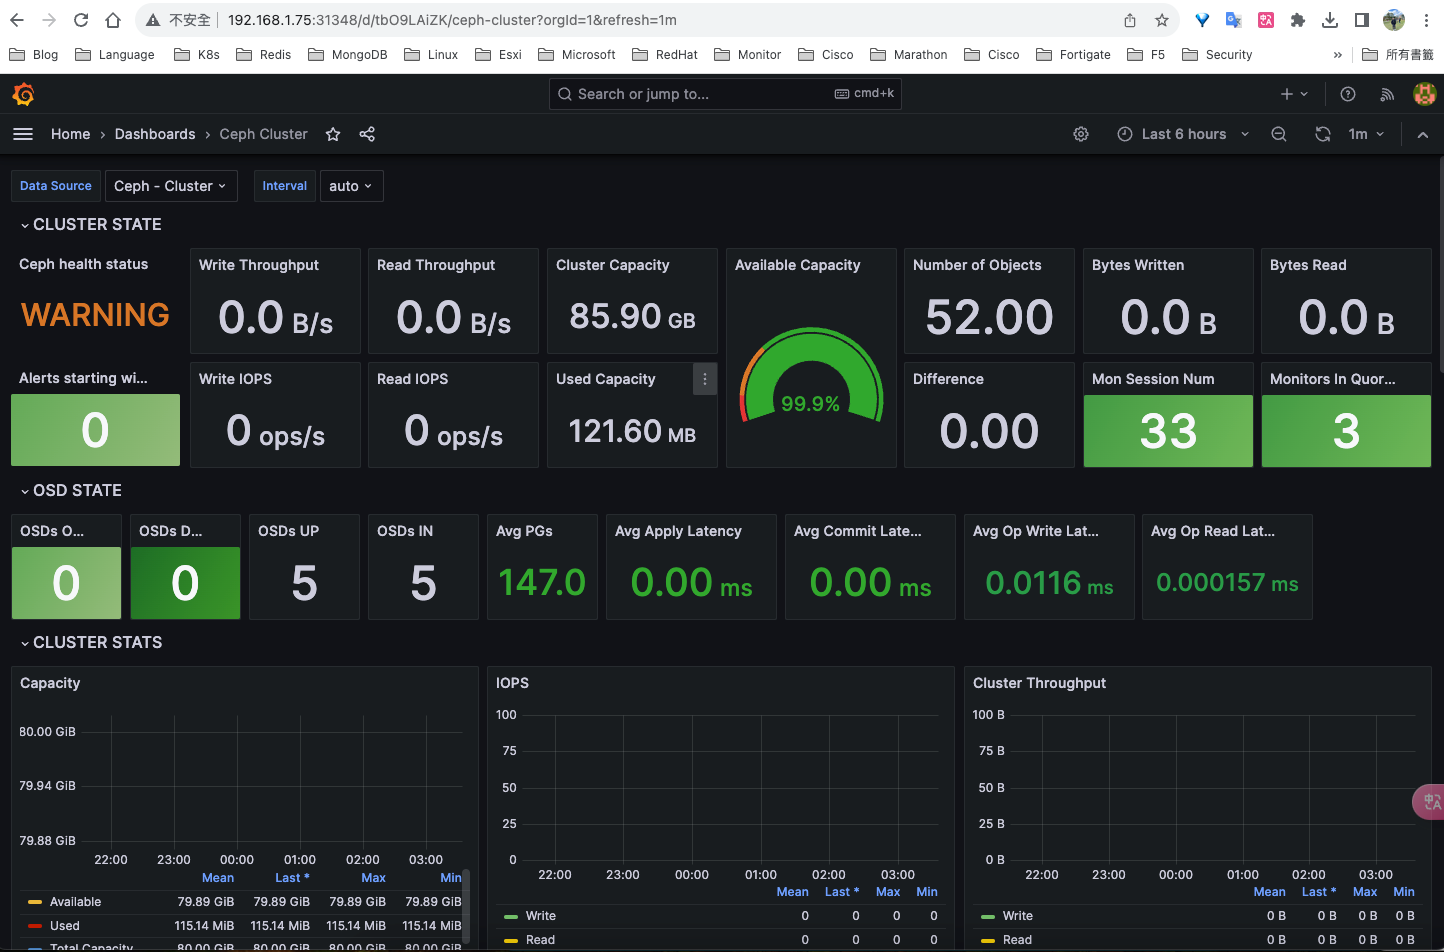 不安全 192.168.1.75:31348/d/tbO9LAiZK/ceph-cluster?orgId=1&refresh=1m
Blog Language K8s Redis MongoDB Linux Esxi Microsoft RedHat Monitor Cisco Marathon Cisco Fortigate F5 Security » 所有書籤
Search or jump to... cmd+k
Home › Dashboards › Ceph Cluster Last 6 hours 1m
Data Source Ceph - Cluster Interval auto
CLUSTER STATE
Ceph health status Write Throughput Read Throughput Cluster Capacity Available Capacity Number of Objects Bytes Written Bytes Read
WARNING 0.0 B/s 0.0 B/s 85.90 GB 52.00 0.0 B 0.0 B
Alerts starting wi... Write IOPS Read IOPS Used Capacity Difference Mon Session Num Monitors In Quor...
99.9%
0 0 ops/s 0 ops/s 121.60 MB 0.00 33 3
OSD STATE
OSDs O... OSDs D... OSDs UP OSDs IN Avg PGs Avg Apply Latency Avg Commit Late... Avg Op Write Lat... Avg Op Read Lat...
0 0 5 5 147.0 0.00 ms 0.00 ms 0.0116 ms 0.000157 ms
CLUSTER STATS
Capacity
80.00 GiB
79.94 GiB
79.88 GiB
22:00 23:00 00:00 01:00 02:00 03:00
Mean Last * Max Min
Available 79.89 GiB 79.89 GiB 79.89 GiB 79.89 GiB
Used 115.14 MiB 115.14 MiB 115.14 MiB 115.14 MiB
Total Capacity 80.00 GiB 80.00 GiB 80.00 GiB 80.00 GiB
IOPS
100
75
50
25
0
22:00 23:00 00:00 01:00 02:00 03:00
Mean Last * Max Min
Write 0 0 0 0
Read 0 0 0 0
Cluster Throughput
100 B
75 B
50 B
25 B
0 B
22:00 23:00 00:00 01:00 02:00 03:00
Mean Last * Max Min
Write 0 B 0 B 0 B 0 B
Read 0 B 0 B 0 B 0 B